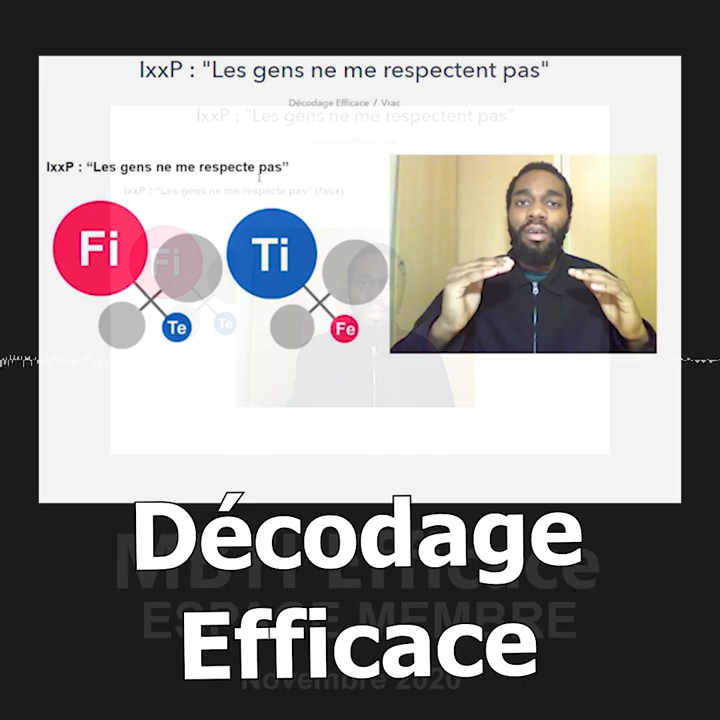 IxxP : "Les gens ne me respectent pas"
Décodage Efficace / Vrac
IxxP : "Les gens ne me respectent pas"
IxxP : “Les gens ne me respecte pas”
IxxP : “Les gens ne me respecte pas” (faux)
Fi
Fi
Ti
Te
Te
Fe
Décodage
MBTI Efficace
Efficace
ESPACE MEMBRE
Novembre 2020